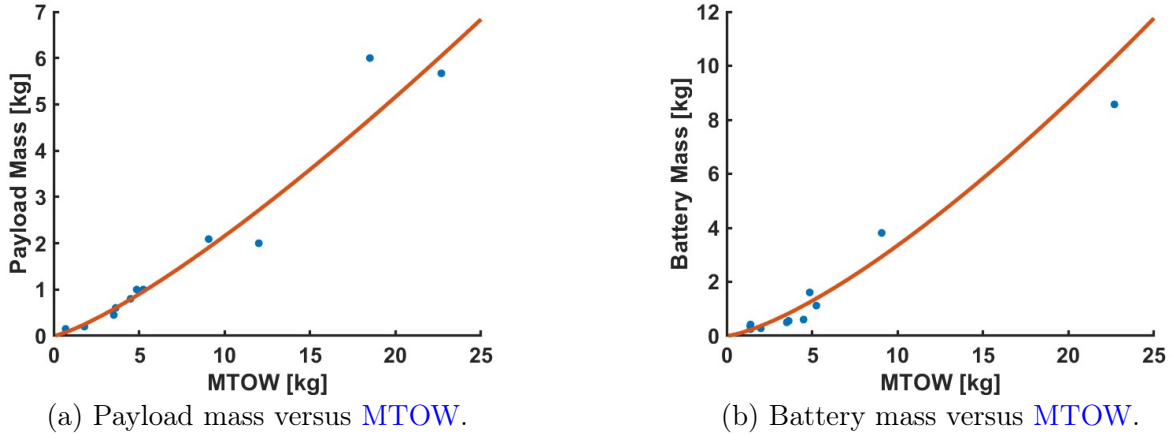 7
6
5
4
3
2
1
0
Payload Mass [kg]
0 5 10 15 20 25
MTOW [kg]
(a) Payload mass versus MTOW.
12
10
8
6
4
2
0
Battery Mass [kg]
0 5 10 15 20 25
MTOW [kg]
(b) Battery mass versus MTOW.